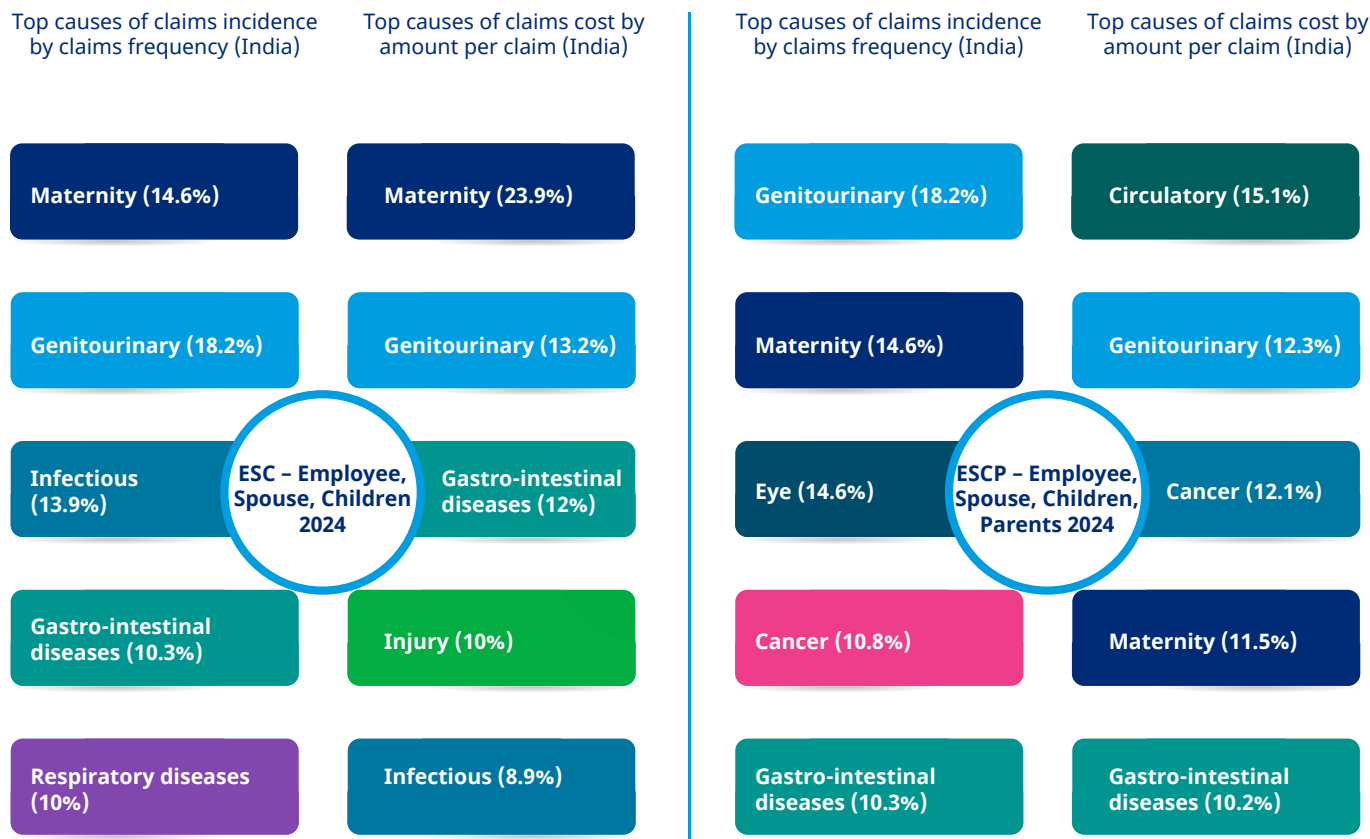 Top causes of claims incidence
by claims frequency (India)
Top causes of claims cost by
amount per claim (India)
Maternity (14.6%)
Maternity (23.9%)
Genitourinary (18.2%)
Genitourinary (13.2%)
Infectious
(13.9%)
ESC – Employee,
Spouse, Children
2024
Gastro-intestinal
diseases (12%)
Gastro-intestinal
diseases (10.3%)
Injury (10%)
Respiratory diseases
(10%)
Infectious (8.9%)
Top causes of claims incidence
by claims frequency (India)
Top causes of claims cost by
amount per claim (India)
Genitourinary (18.2%)
Circulatory (15.1%)
Maternity (14.6%)
Genitourinary (12.3%)
Eye (14.6%)
ESCP – Employee,
Spouse, Children,
Parents 2024
Cancer (12.1%)
Cancer (10.8%)
Maternity (11.5%)
Gastro-intestinal
diseases (10.3%)
Gastro-intestinal
diseases (10.2%)